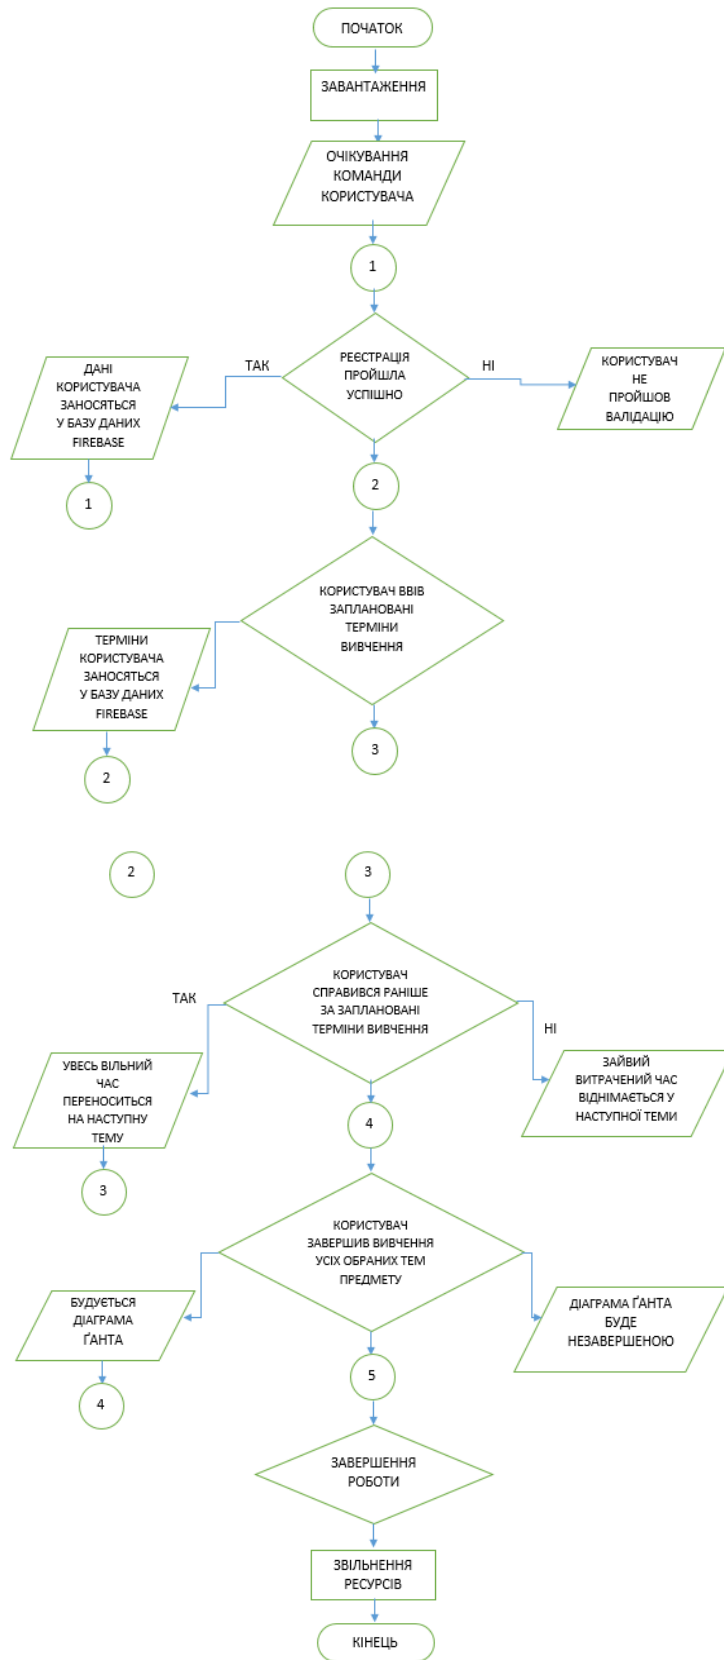 ПОЧАТОК
ЗАВАНТАЖЕННЯ
ОЧІКУВАННЯ
КОМАНДИ
КОРИСТУВАЧА
1
РЕЄСТРАЦІЯ
ПРОЙШЛА
УСПІШНО
ТАК
НІ
ДАНІ
КОРИСТУВАЧА
ЗАНОСЯТЬСЯ
У БАЗУ ДАНИХ
FIREBASE
КОРИСТУВАЧ
НЕ
ПРОЙШОВ
ВАЛІДАЦІЮ
1
2
КОРИСТУВАЧ ВВІВ
ЗАПЛАНОВАНІ
ТЕРМІНИ
ВИВЧЕННЯ
ТЕРМІНИ
КОРИСТУВАЧА
ЗАНОСЯТЬСЯ
У БАЗУ ДАНИХ
FIREBASE
2
3
2
3
КОРИСТУВАЧ
СПРАВИВСЯ РАНІШЕ
ЗА ЗАПЛАНОВАНІ
ТЕРМІНИ ВИВЧЕННЯ
ТАК
НІ
УВЕСЬ ВІЛЬНИЙ
ЧАС
ПЕРЕНОСИТЬСЯ
НА НАСТУПНУ
ТЕМУ
ЗАЙВИЙ
ВИТРАЧЕНИЙ ЧАС
ВІДНІМАЄТЬСЯ У
НАСТУПНОЇ ТЕМИ
3
4
КОРИСТУВАЧ
ЗАВЕРШИВ ВИВЧЕННЯ
УСІХ ОБРАНИХ ТЕМ
ПРЕДМЕТУ
БУДУЄТЬСЯ
ДІАГРАМА
ҐАНТА
ДІАГРАМА ҐАНТА
БУДЕ
НЕЗАВЕРШЕНОЮ
4
5
ЗАВЕРШЕННЯ
РОБОТИ
ЗВІЛЬНЕННЯ
РЕСУРСІВ
КІНЕЦЬ